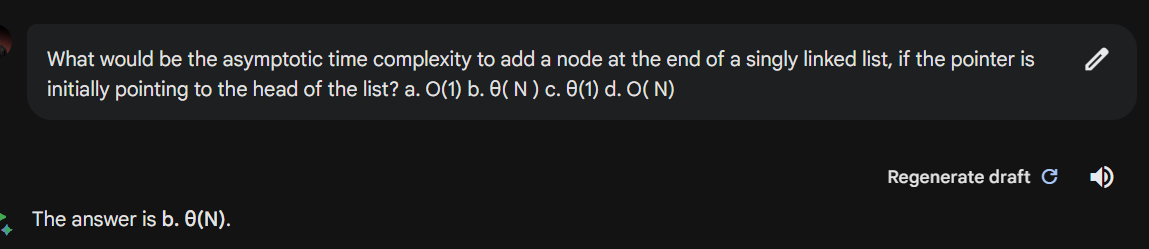 What would be the asymptotic time complexity to add a node at the end of a singly linked list, if the pointer is
initially pointing to the head of the list? a. O(1) b. θ( N ) c. θ(1) d. O( N)
Regenerate draft
The answer is b. θ(N).